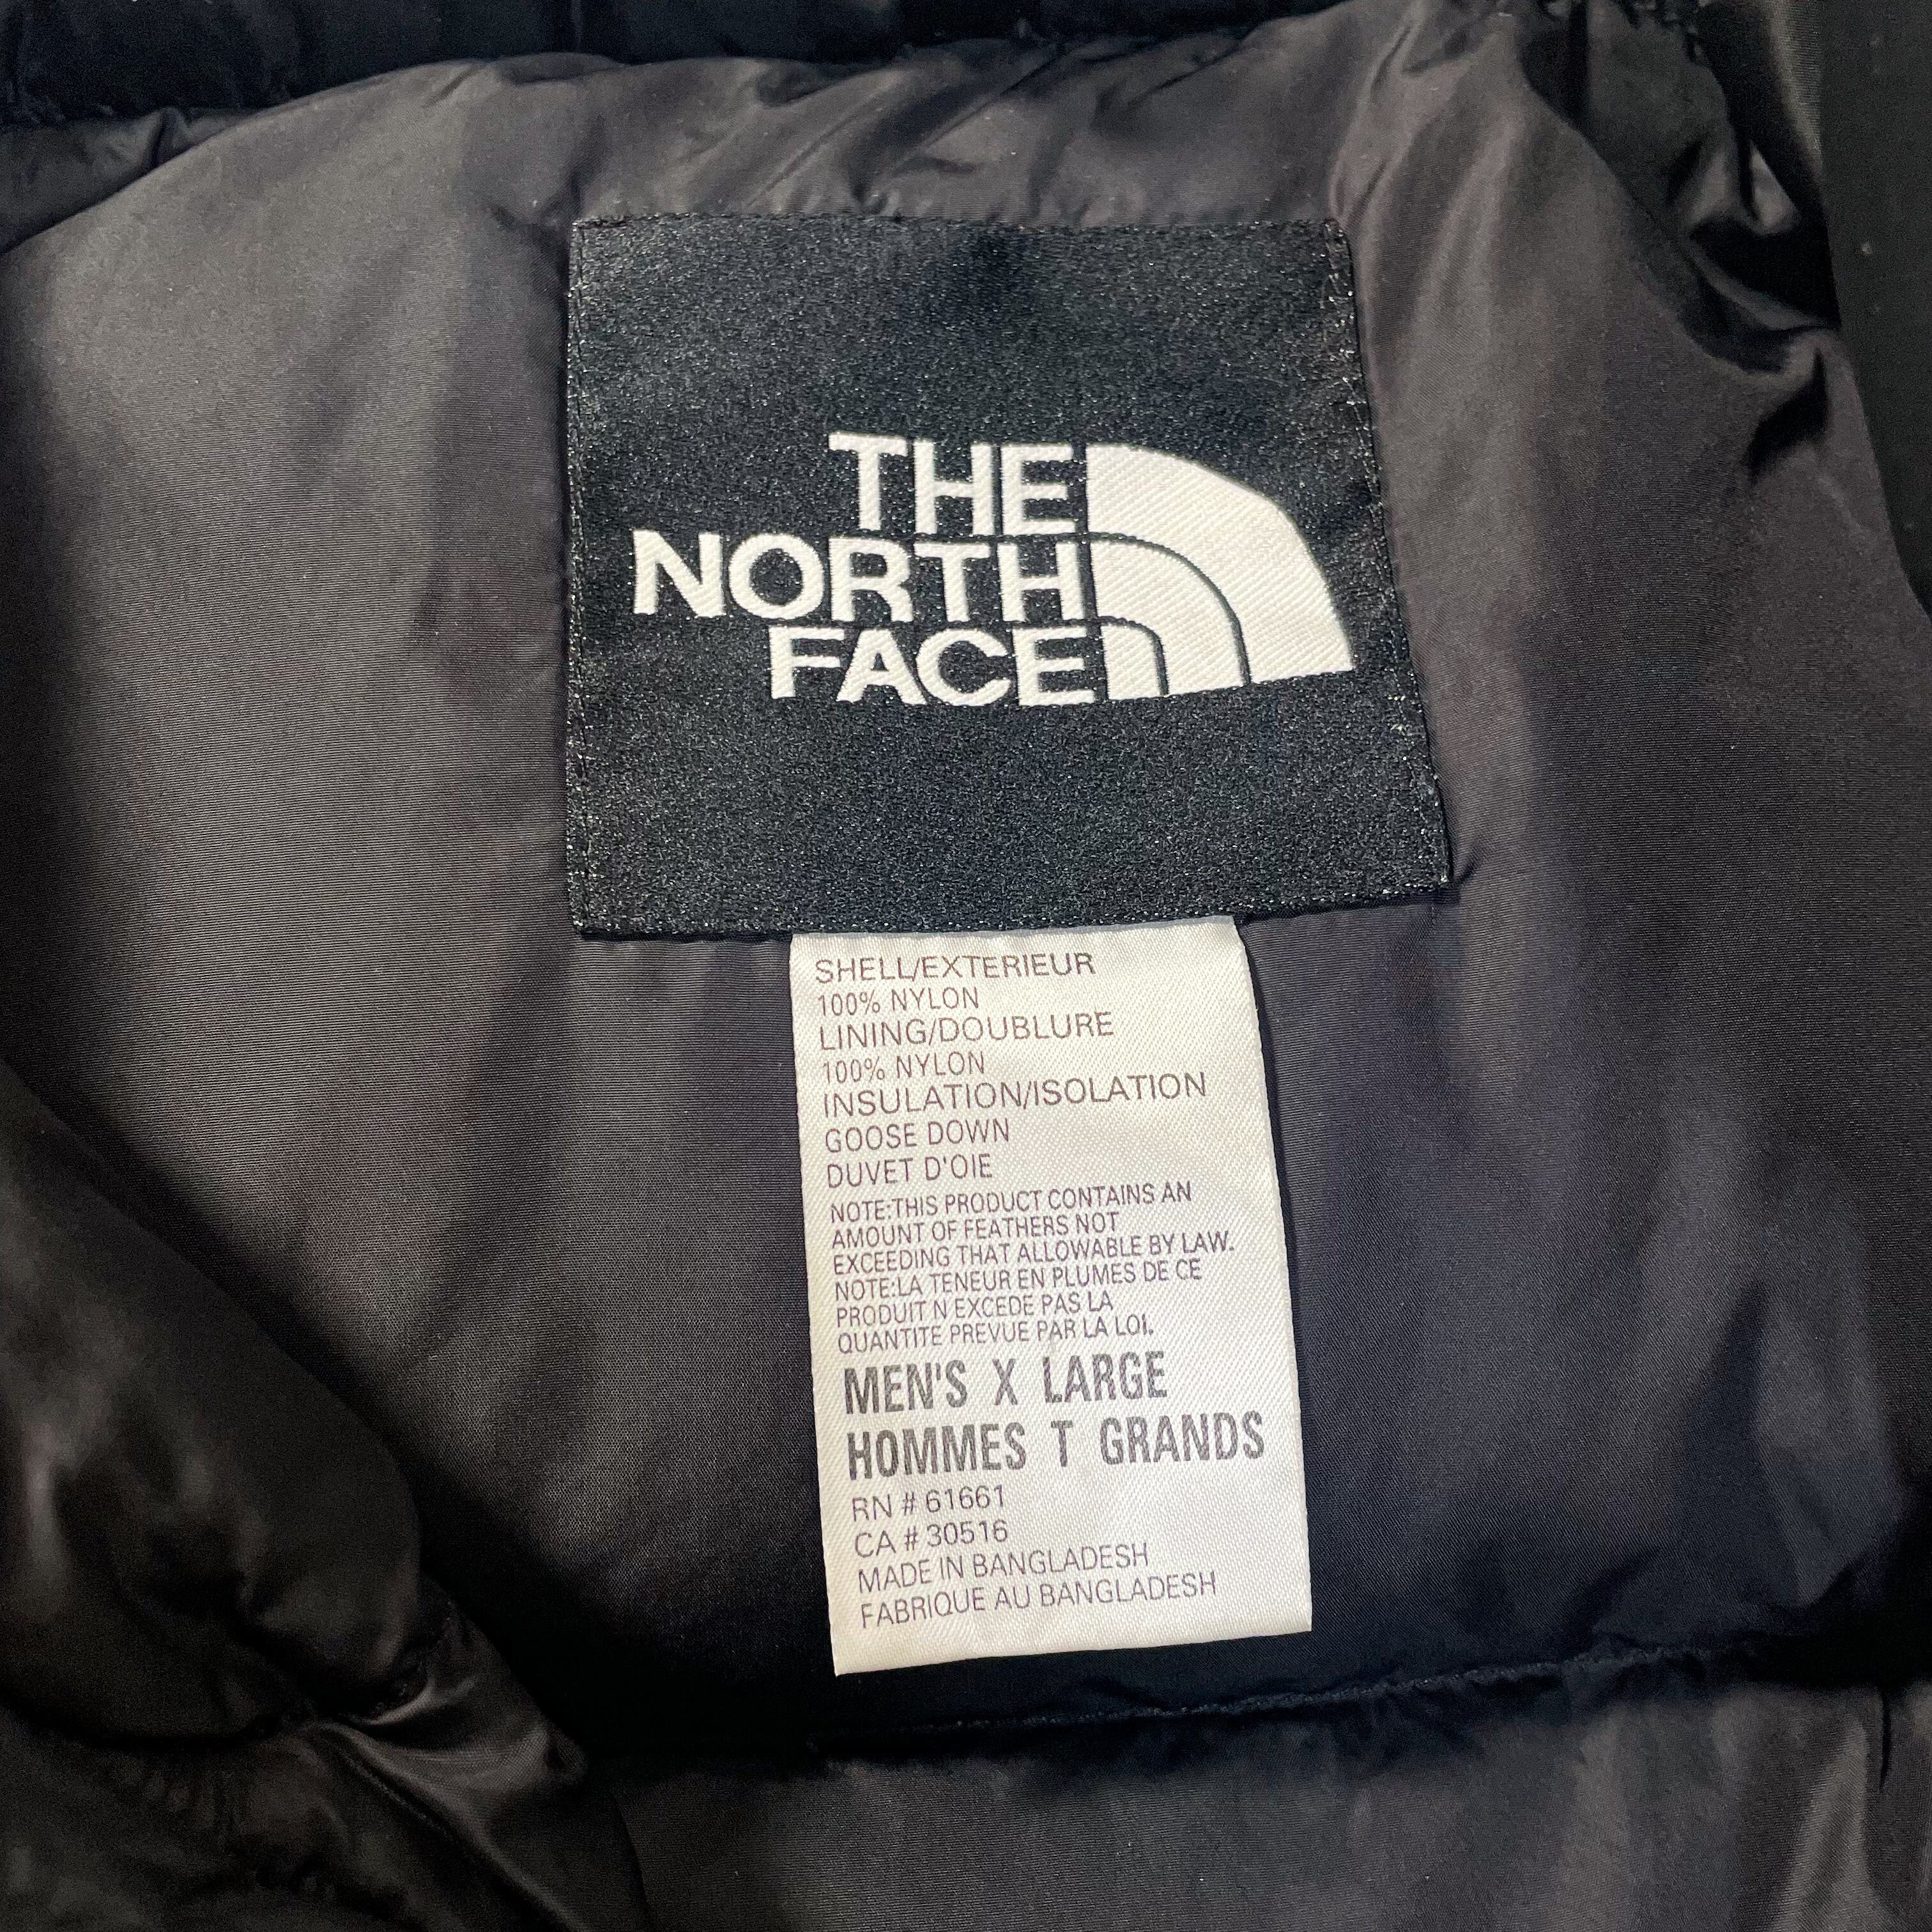 THE
NORTH
FACE
SHELL/EXTERIEUR
100% NYLON
LINING/DOUBLURE
100% NYLON
INSULATION/ISOLATION
GOOSE DOWN
DUVET D'OIE
NOTE:THIS PRODUCT CONTAINS AN
AMOUNT OF FEATHERS NOT
EXCEEDING THAT ALLOWABLE BY LAW.
NOTE:LA TENEUR EN PLUMES DE CE
PRODUIT N EXCEDE PAS LA
QUANTITE PREVUE PAR LA LOI.
MEN'S X LARGE
HOMMES T GRANDS
RN # 61661
CA # 30516
MADE IN BANGLADESH
FABRIQUE AU BANGLADESH